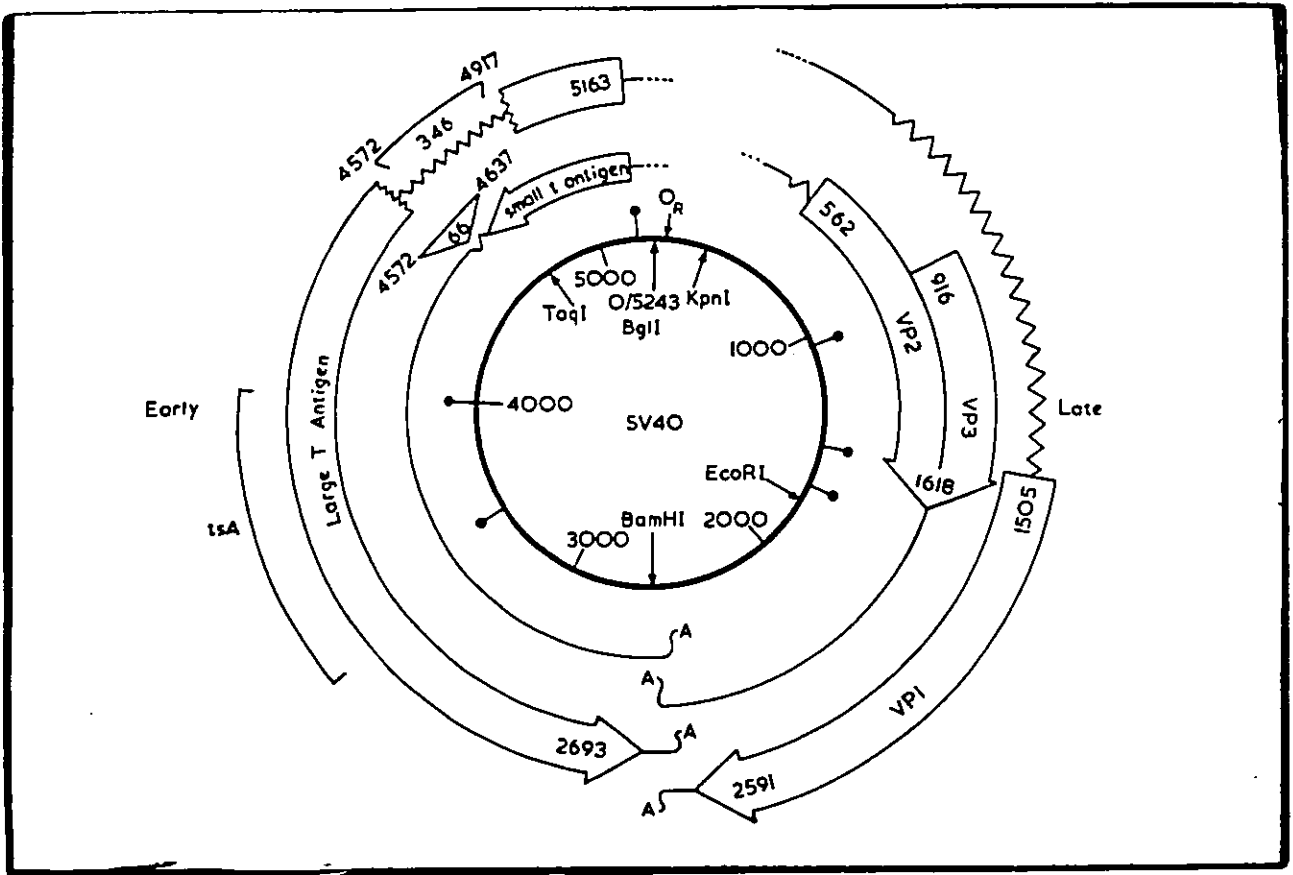 4917
5163
346
4572
4637
small t antigen
66
4572
OR
562
916
5000
O/5243
KpnI
TaqI
BglI
1000
VP2
VP3
Large T Antigen
Early
4000
SV40
Late
EcoRI
1618
1505
tsA
BamHI
2000
3000
A
A
VP1
A
2693
2591
A